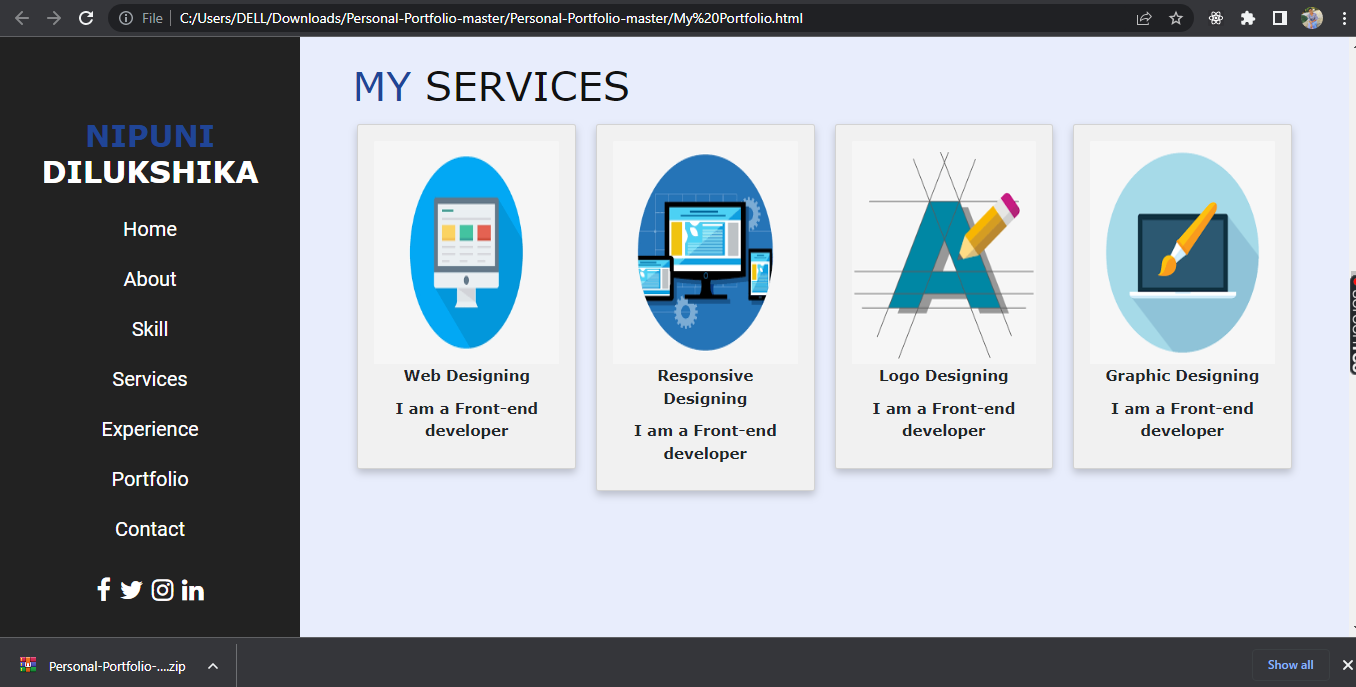 File
C:/Users/DELL/Downloads/Personal-Portfolio-master/Personal-Portfolio-master/My%20Portfolio.html
NIPUNI
DILUKSHIKA
Home
About
Skill
Services
Experience
Portfolio
Contact
MY SERVICES
Web Designing
I am a Front-end
developer
Responsive
Designing
I am a Front-end
developer
Logo Designing
I am a Front-end
developer
Graphic Designing
I am a Front-end
developer
Personal-Portfolio-....zip
Show all